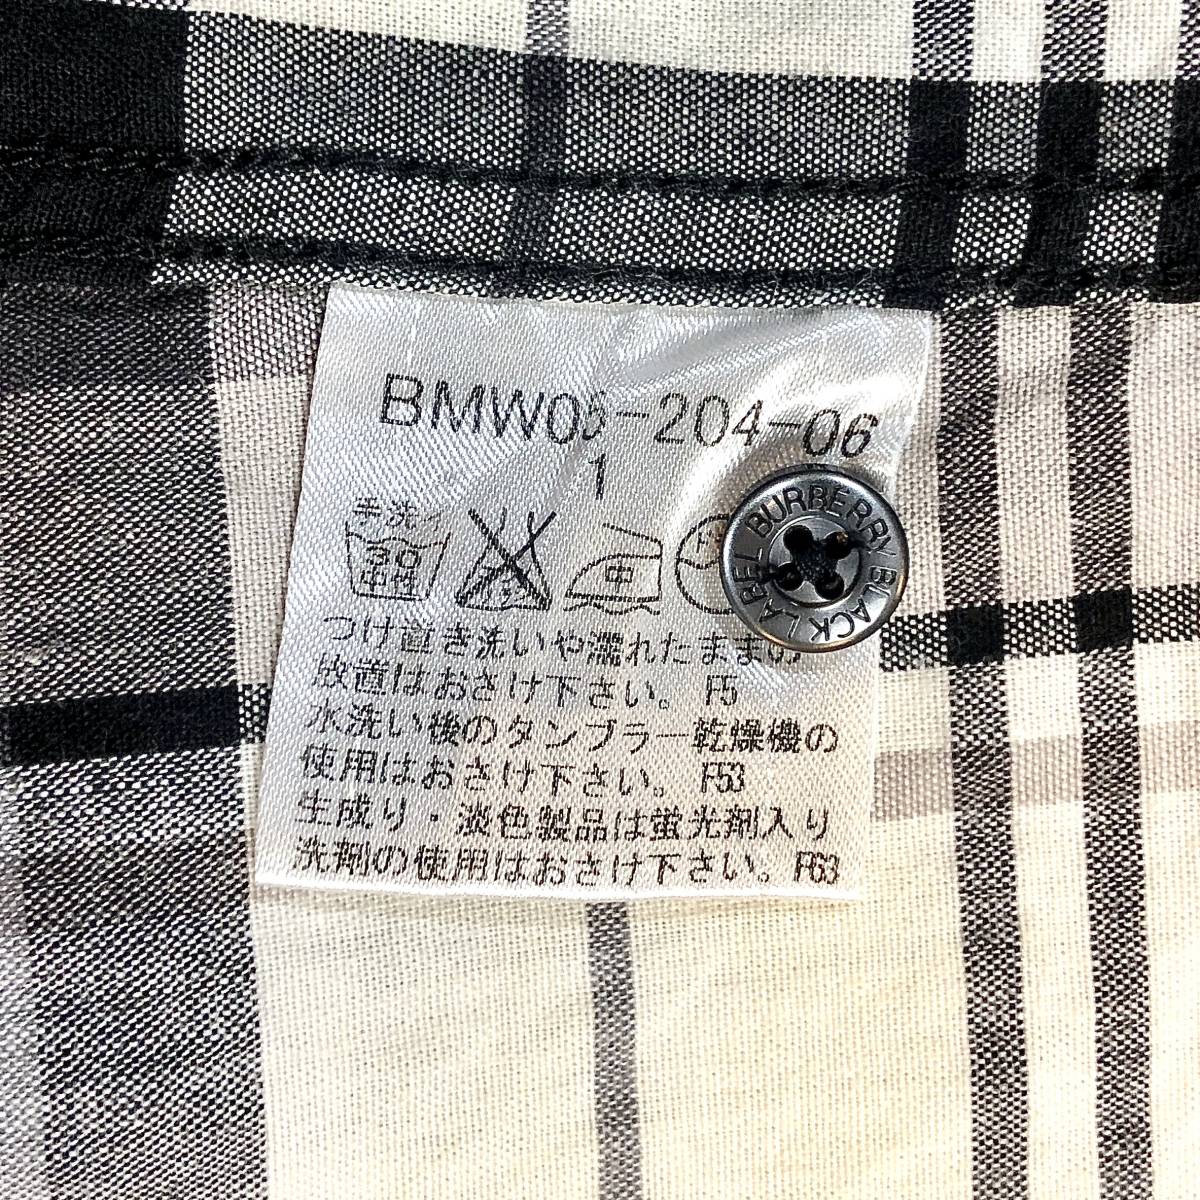 BMW05-204-06
1
手洗イ
30
中性
中
BURBERRY BLACK LABEL
つけ置き洗いや濡れたままの
放置はおさけ下さい。 F5
水洗い後のタンブラー乾燥機の
使用はおさけ下さい。 F53
生成り・淡色製品は蛍光剤入り
洗剤の使用はおさけ下さい。F63